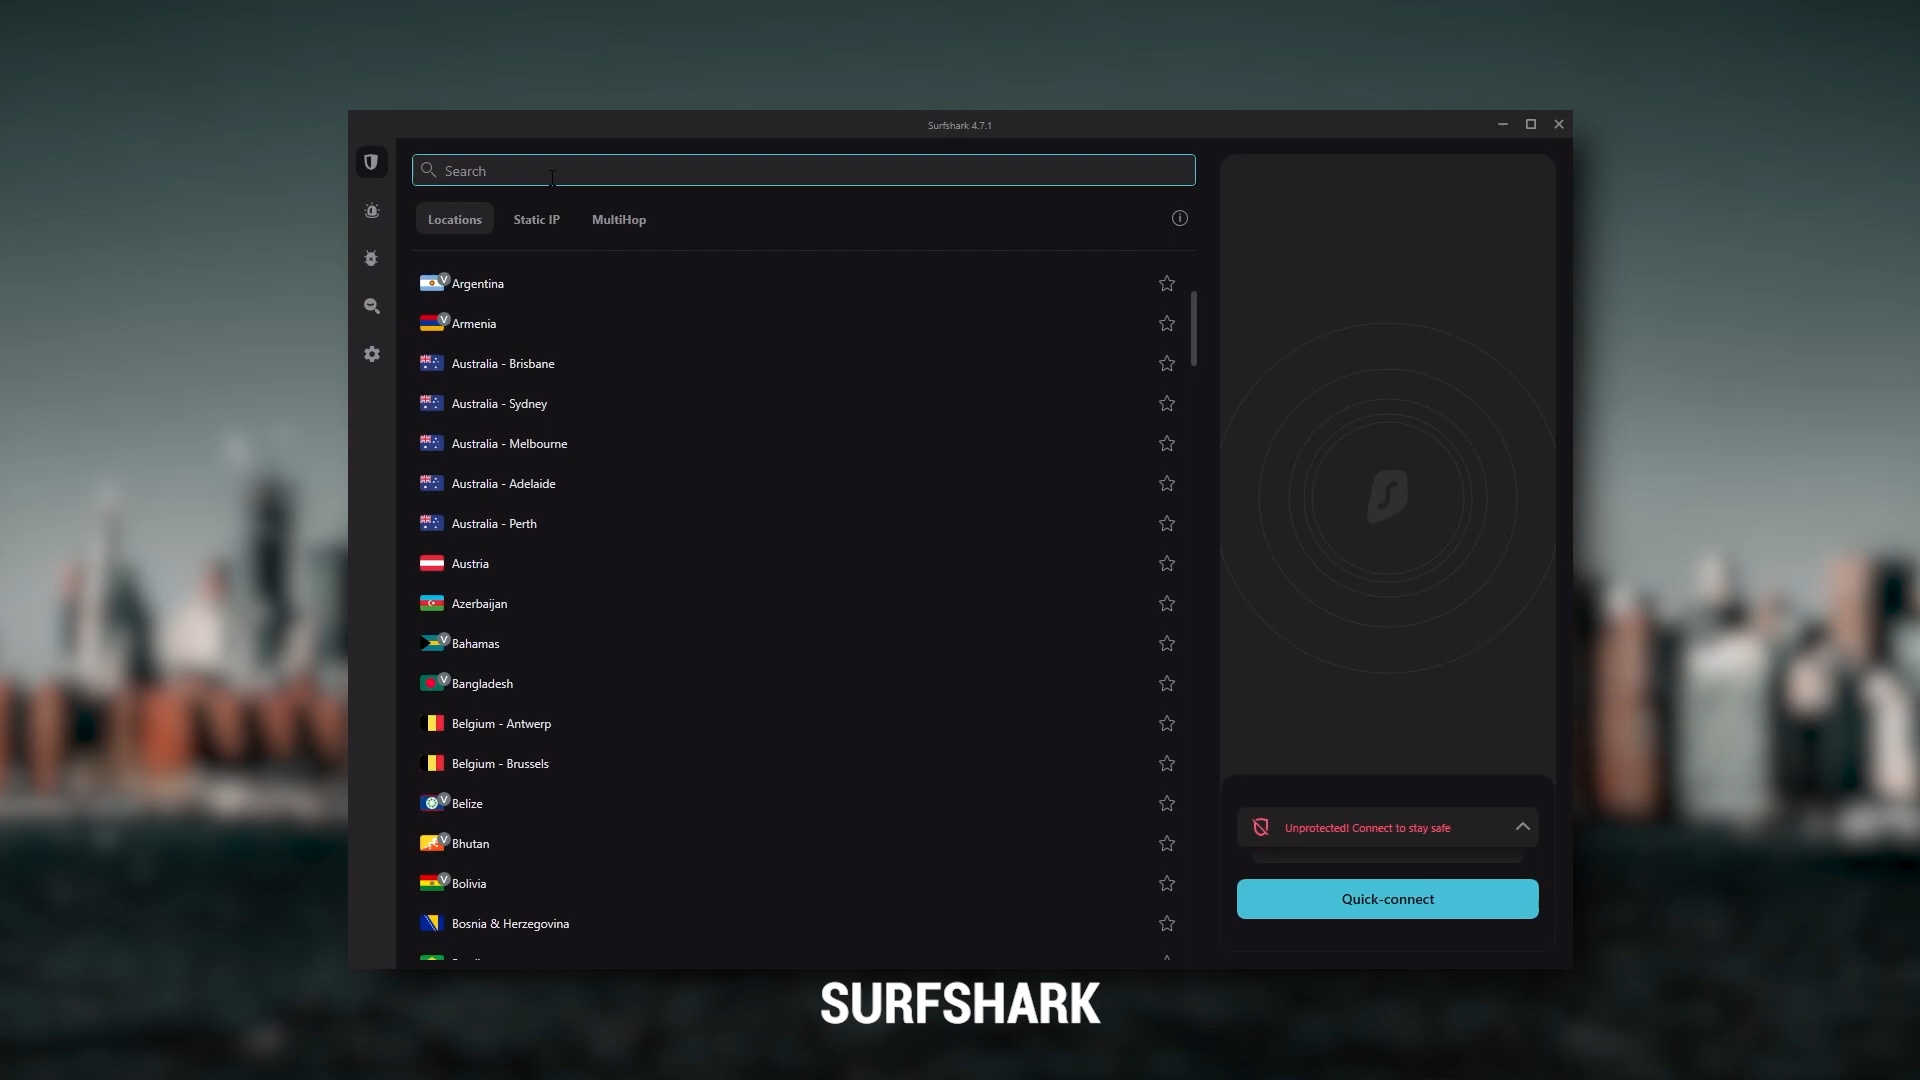 Surfshark 4.7.1
Search
Locations Static IP MultiHop
V Argentina
V Armenia
Australia - Brisbane
Australia - Sydney
Australia - Melbourne
Australia - Adelaide
Australia - Perth
Austria
Azerbaijan
V Bahamas
V Bangladesh
Belgium - Antwerp
Belgium - Brussels
V Belize
V Bhutan
V Bolivia
Bosnia & Herzegovina
Unprotected! Connect to stay safe
Quick-connect
SURFSHARK